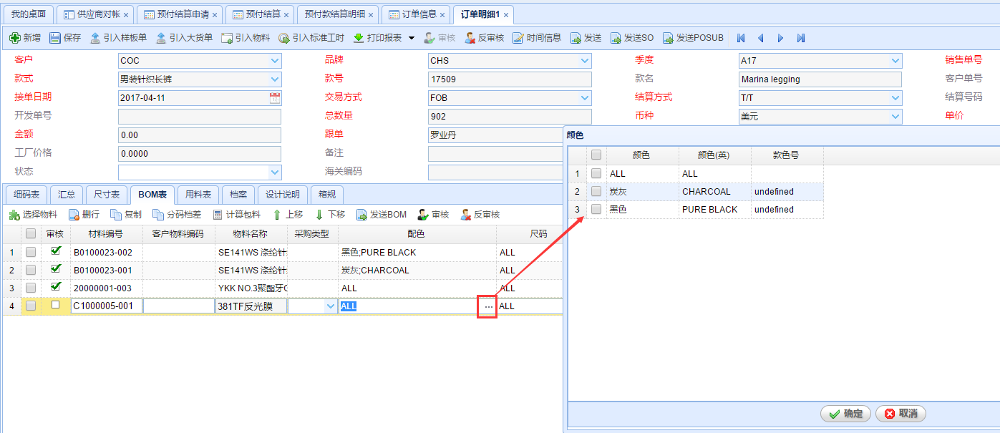 我的桌面 供应商对帐 × 预付结算申请 × 预付结算 × 预付款结算明细 × 订单信息 × 订单明细1 ×
新增 保存 引入样板单 引入大货单 引入物料 引入标准工时 打印报表 审核 反审核 时间信息 发送 发送SO 发送POSUB
客户 COC 品牌 CHS 季度 A17 销售单号
款式 男装针织长裤 款号 17509 款名 Marina legging 客户单号
接单日期 2017-04-11 交易方式 FOB 结算方式 T/T 结算号码
开发单号 总数量 902 币种 美元 单价
金额 0.00 跟单 罗业丹
工厂价格 0.0000 备注
状态 海关编码
细码表 汇总 尺寸表 BOM表 用料表 档案 设计说明 箱规
选择物料 删行 复制 分码档差 计算包料 上移 下移 发送BOM 审核 反审核
审核 材料编号 客户物料编码 物料名称 采购类型 配色 尺码
1 B0100023-002 SE141WS 涤纶针 黑色;PURE BLACK ALL
2 B0100023-001 SE141WS 涤纶针 炭灰;CHARCOAL ALL
3 20000001-003 YKK NO.3聚酯牙C ALL ALL
4 C1000005-001 381TF反光膜 ALL ... ALL
颜色
颜色 颜色(英) 款色号
1 ALL ALL
2 炭灰 CHARCOAL undefined
3 黑色 PURE BLACK undefined
确定 取消